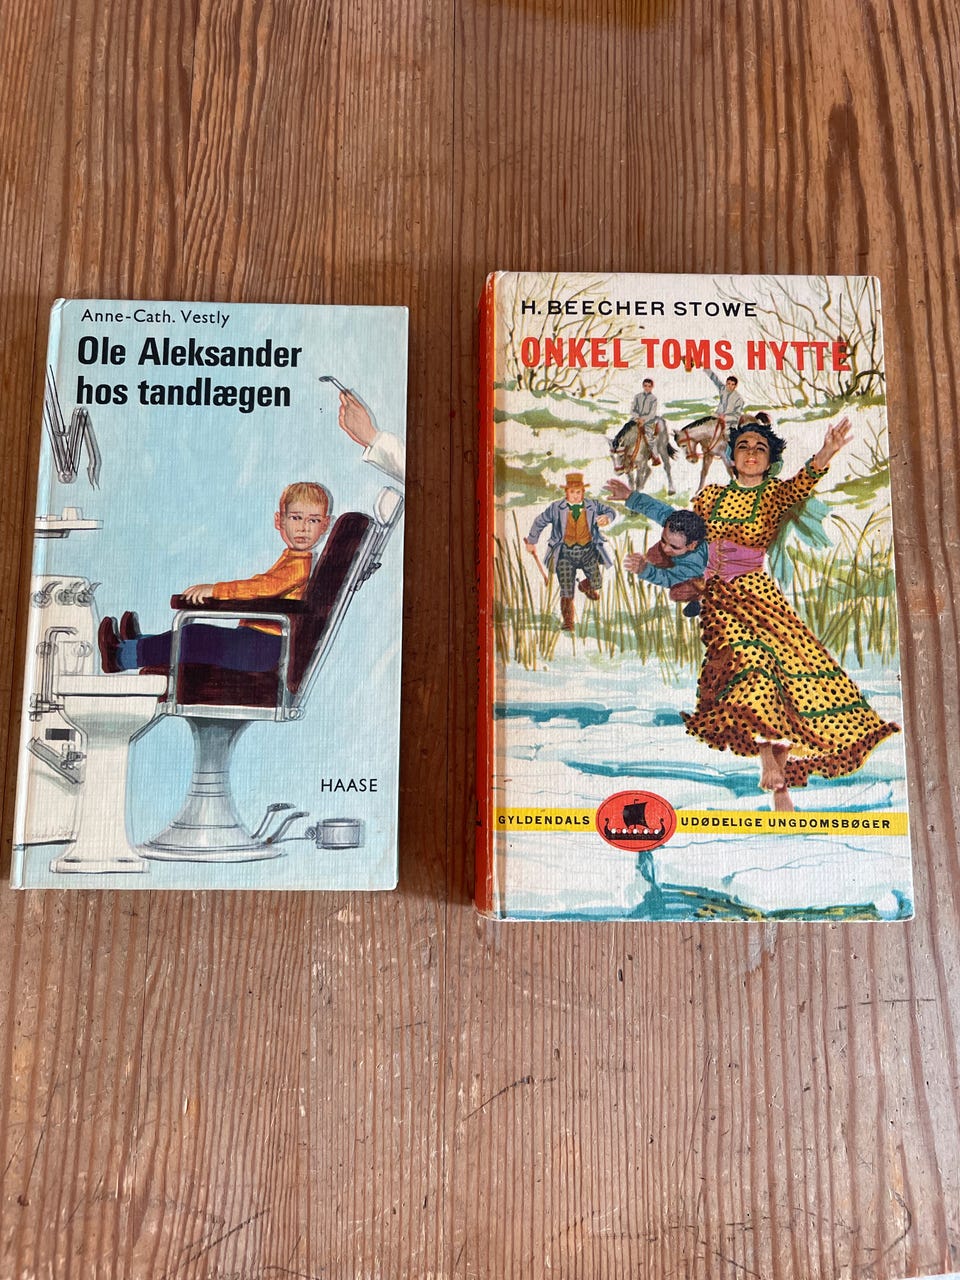 Anne-Cath. Vestly
Ole Aleksander
hos tandlægen
HAASE
H. BEECHER STOWE
ONKEL TOMS HYTTE
GYLDENDALS UDØDELIGE UNGDOMSBØGER